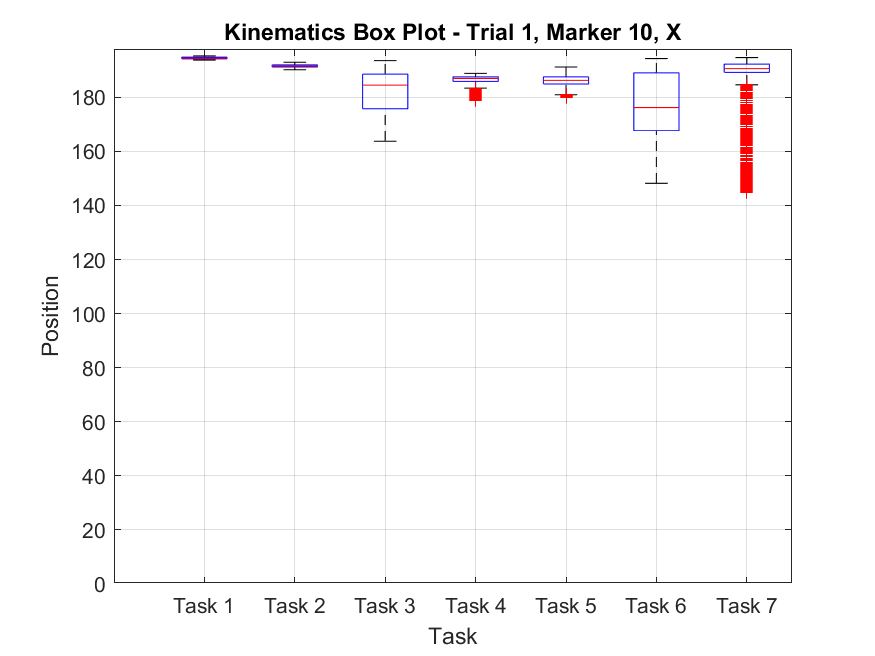 Kinematics Box Plot - Trial 1, Marker 10, X
180
160
140
120
100
80
60
40
20
0
Position
Task 1 Task 2 Task 3 Task 4 Task 5 Task 6 Task 7
Task